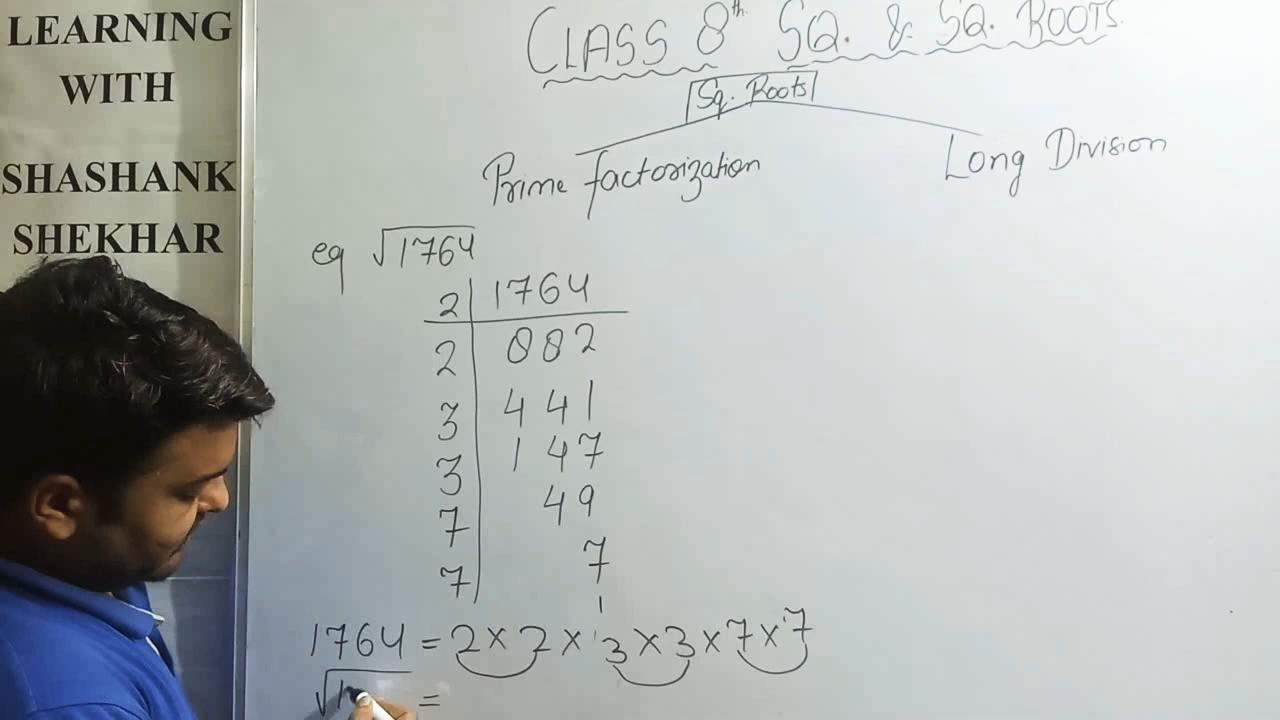 LEARNING
WITH
SHASHANK
SHEKHAR
CLASS 8th SQ. & SQ. ROOTS.
Sq. Roots
Prime factorization
Long Division
eg √1764
2 | 1764
2 | 882
3 | 441
3 | 147
7 | 49
7 | 7
1
1764 = 2 × 2 × 3 × 3 × 7 × 7
√1 =